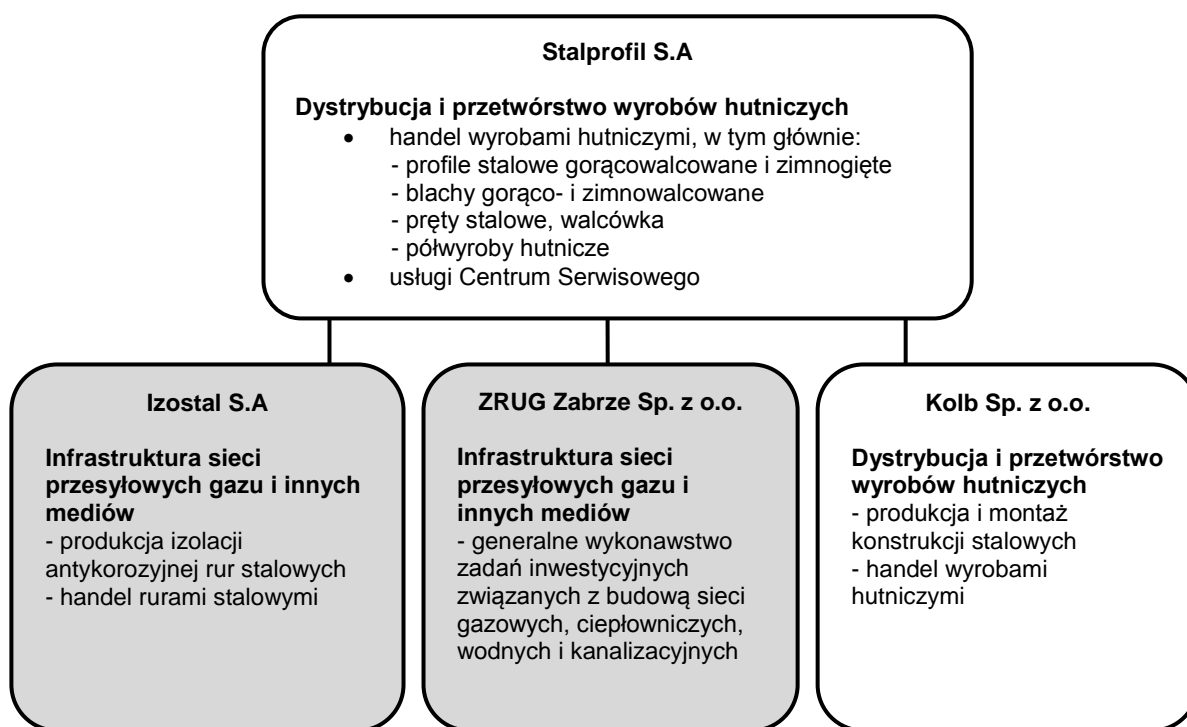 Stalprofil S.A
Dystrybucja i przetwórstwo wyrobów hutniczych
• handel wyrobami hutniczymi, w tym głównie:
- profile stalowe gorącowalcowane i zimnogięte
- blachy gorąco- i zimnowalcowane
- pręty stalowe, walcówka
- półwyroby hutnicze
• usługi Centrum Serwisowego
Izostal S.A
Infrastruktura sieci
przesyłowych gazu i innych
mediów
- produkcja izolacji
antykorozyjnej rur stalowych
- handel rurami stalowymi
ZRUG Zabrze Sp. z o.o.
Infrastruktura sieci
przesyłowych gazu i
innych mediów
- generalne wykonawstwo
zadań inwestycyjnych
związanych z budową sieci
gazowych, ciepłowniczych,
wodnych i kanalizacyjnych
Kolb Sp. z o.o.
Dystrybucja i przetwórstwo
wyrobów hutniczych
- produkcja i montaż
konstrukcji stalowych
- handel wyrobami
hutniczymi